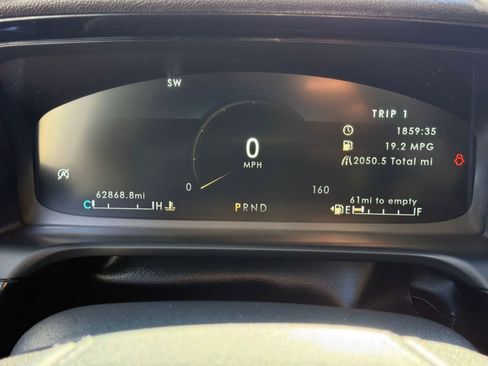 SW
TRIP 1
1859:35
19.2 MPG
2050.5 Total mi
0
MPH
0
160
62868.8mi
61mi to empty
C H
PRND
E F